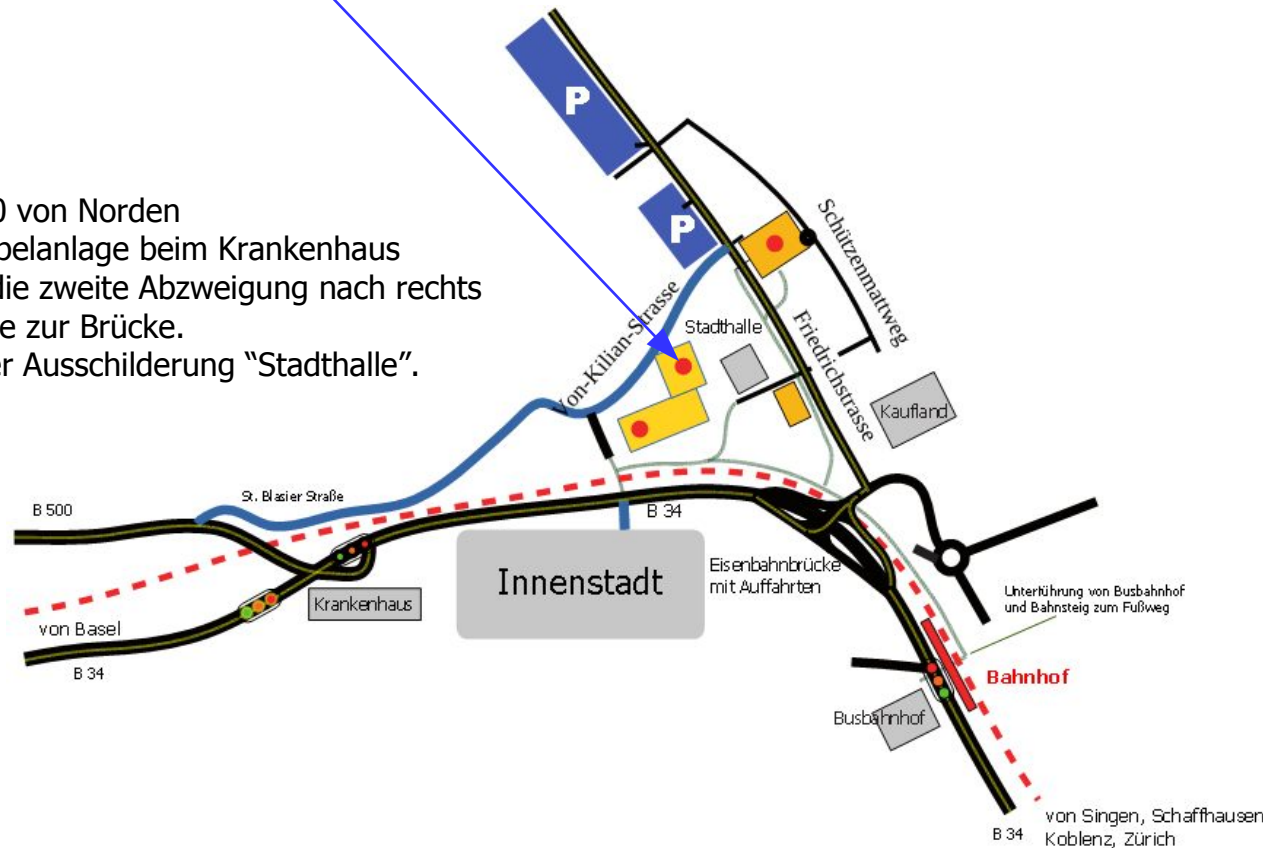 P
0 von Norden
belanlage beim Krankenhaus
die zweite Abzweigung nach rechts
e zur Brücke.
er Ausschilderung “Stadthalle”.
P
Schützenmattweg
Von-Kilian-Strasse
Stadthalle
Friedrichstrasse
Kaufland
St. Blasier Straße
B 500
B 34
Innenstadt
Eisenbahnbrücke
mit Auffahrten
Krankenhaus
Unterführung von Busbahnhof
und Bahnsteig zum Fußweg
von Basel
B 34
Bahnhof
Busbahnhof
von Singen, Schaffhausen
B 34
Koblenz, Zürich